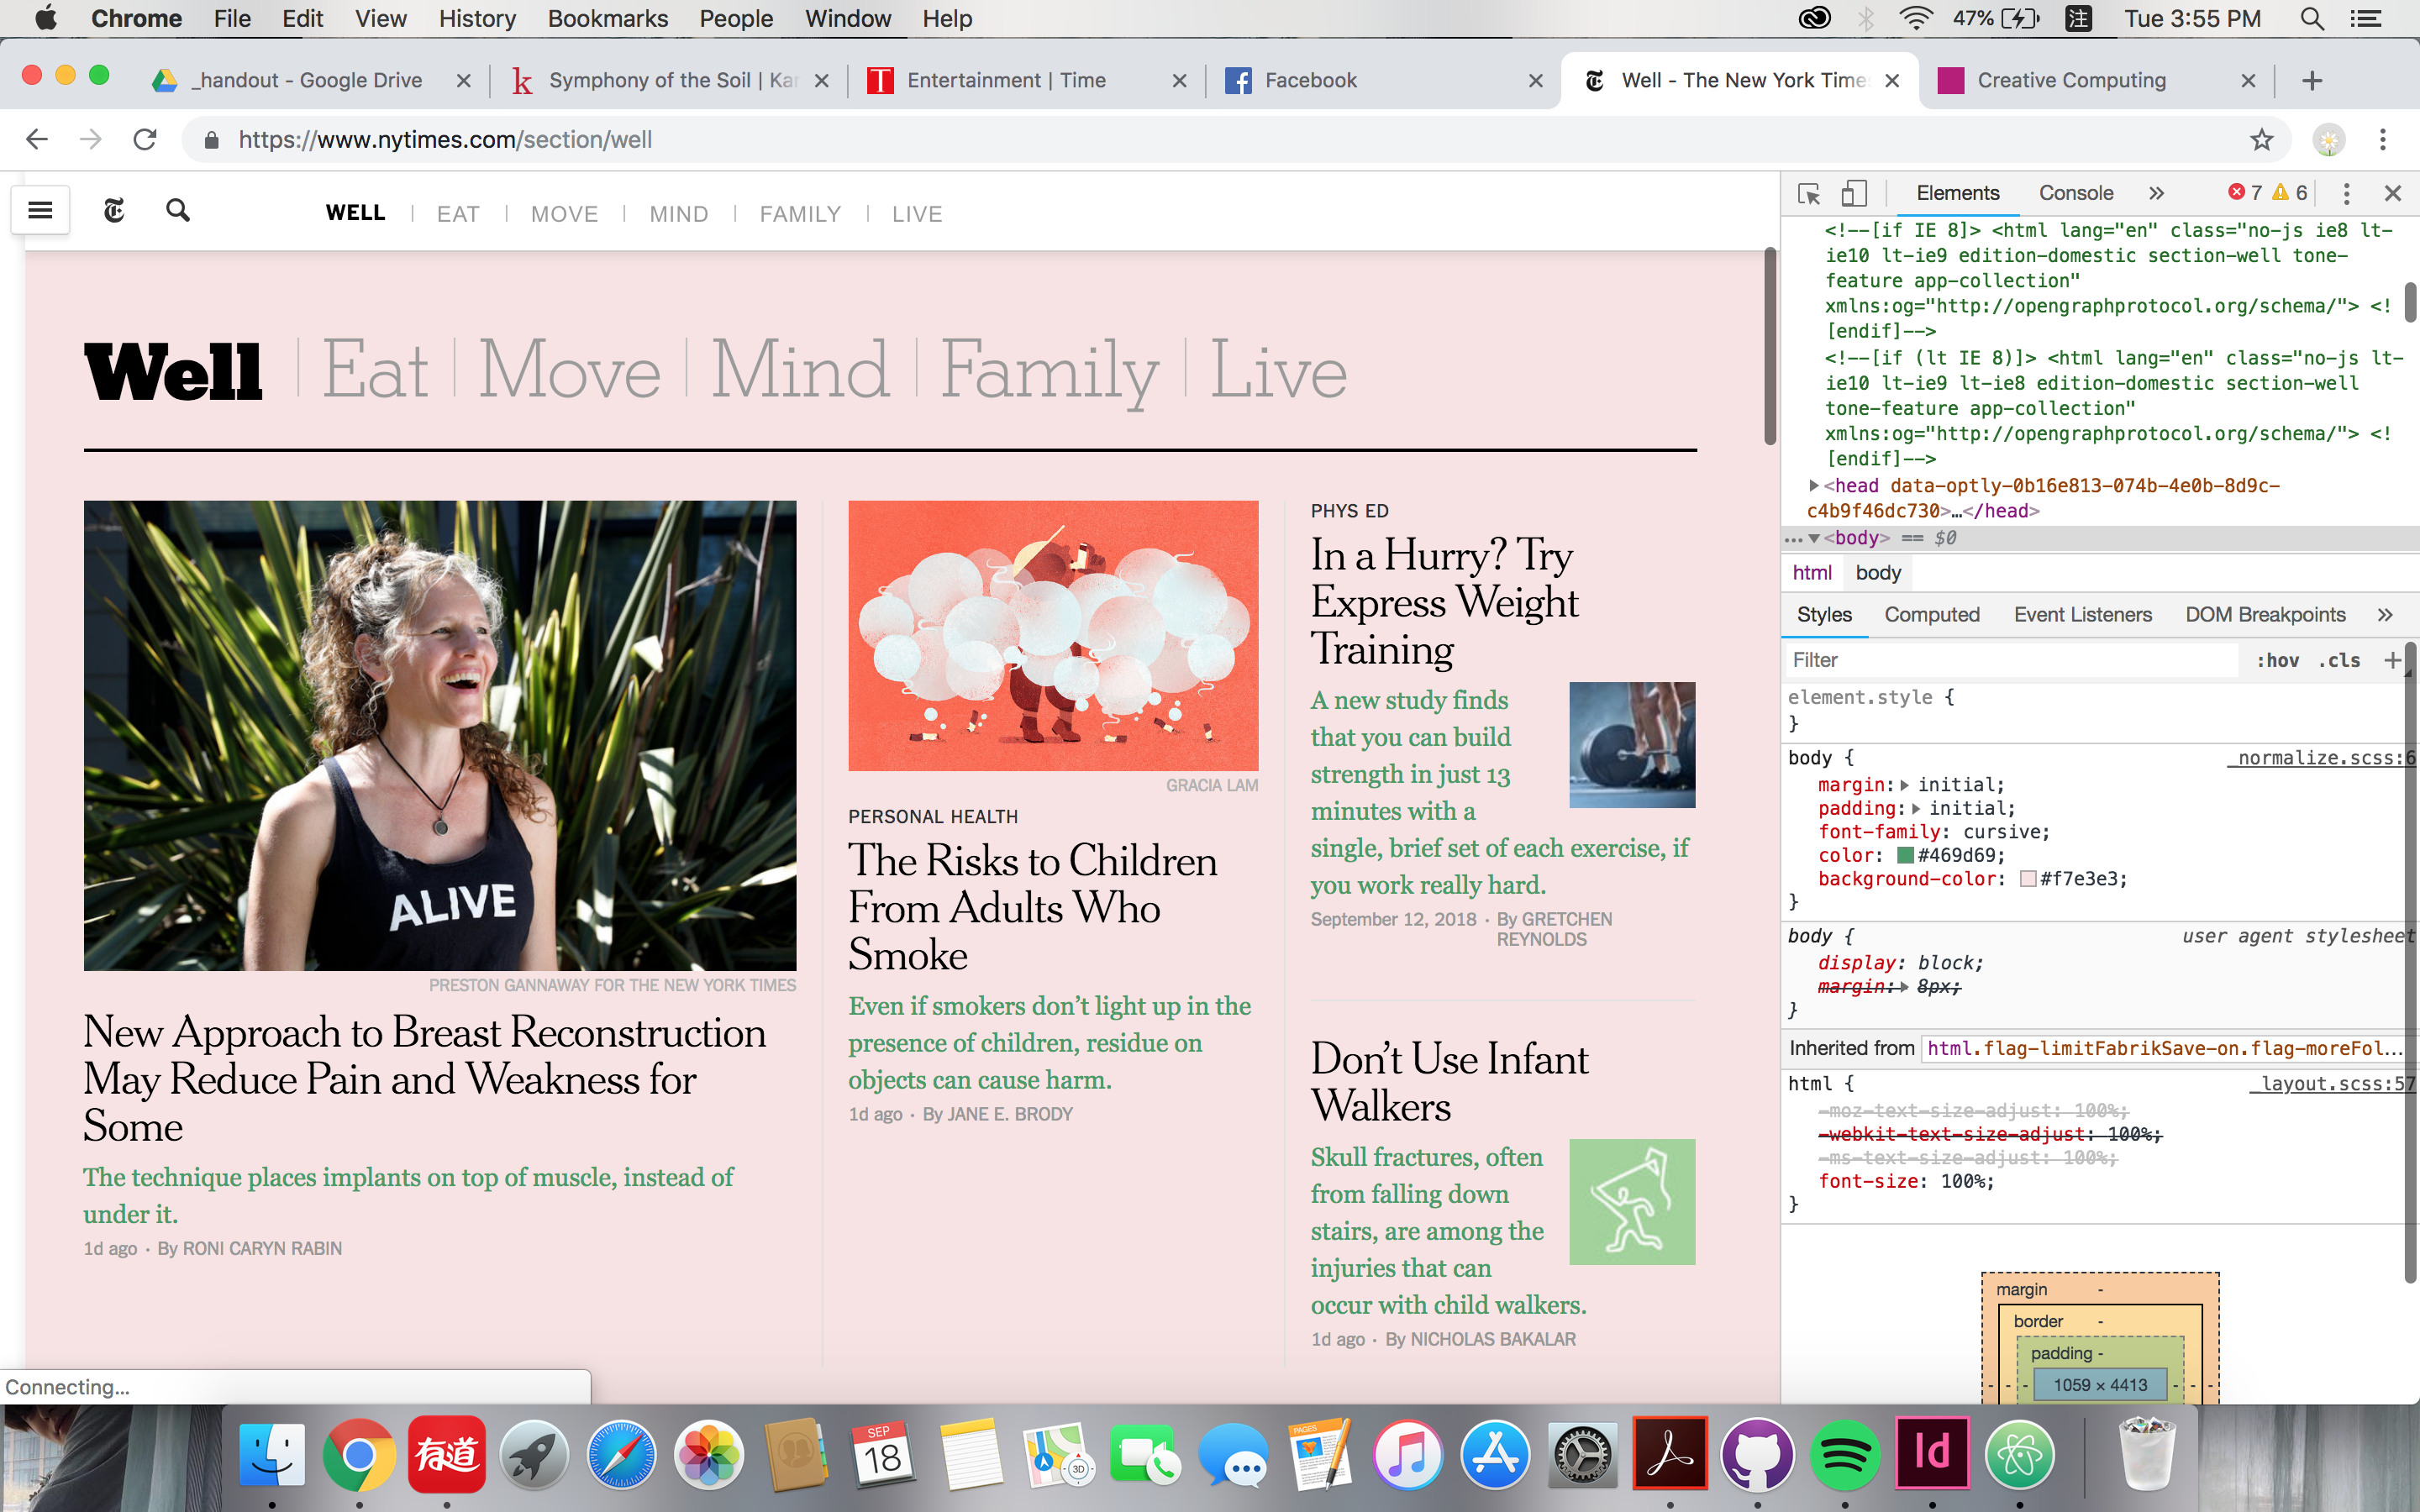 Chrome File Edit View History Bookmarks People Window Help 47% 注 Tue 3:55 PM
_handout - Google Drive Symphony of the Soil | Kar Entertainment | Time Facebook Well - The New York Time Creative Computing
https://www.nytimes.com/section/well
WELL EAT MOVE MIND FAMILY LIVE
Well Eat Move Mind Family Live
ALIVE
PRESTON GANNAWAY FOR THE NEW YORK TIMES
New Approach to Breast Reconstruction
May Reduce Pain and Weakness for
Some
The technique places implants on top of muscle, instead of
under it.
1d ago · By RONI CARYN RABIN
GRACIA LAM
PERSONAL HEALTH
The Risks to Children
From Adults Who
Smoke
Even if smokers don’t light up in the
presence of children, residue on
objects can cause harm.
1d ago · By JANE E. BRODY
PHYS ED
In a Hurry? Try
Express Weight
Training
A new study finds
that you can build
strength in just 13
minutes with a
single, brief set of each exercise, if
you work really hard.
September 12, 2018 · By GRETCHEN
REYNOLDS
Don’t Use Infant
Walkers
Skull fractures, often
from falling down
stairs, are among the
injuries that can
occur with child walkers.
1d ago · By NICHOLAS BAKALAR
Connecting...
Elements Console » 7 6
<!--[if IE 8]> <html lang="en" class="no-js ie8 lt-
ie10 lt-ie9 edition-domestic section-well tone-
feature app-collection"
xmlns:og="http://opengraphprotocol.org/schema/"> <!
[endif]-->
<!--[if (lt IE 8)]> <html lang="en" class="no-js lt-
ie10 lt-ie9 lt-ie8 edition-domestic section-well
tone-feature app-collection"
xmlns:og="http://opengraphprotocol.org/schema/"> <!
[endif]-->
<head data-optly-0b16e813-074b-4e0b-8d9c-
c4b9f46dc730>…</head>
… <body> == $0
html body
Styles Computed Event Listeners DOM Breakpoints »
Filter :hov .cls +
element.style {
}
body { _normalize.scss:6
margin: initial;
padding: initial;
font-family: cursive;
color: #469d69;
background-color: #f7e3e3;
}
body { user agent stylesheet
display: block;
margin: 8px;
}
Inherited from html.flag-limitFabrikSave-on.flag-moreFol…
html { _layout.scss:57
-moz-text-size-adjust: 100%;
-webkit-text-size-adjust: 100%;
-ms-text-size-adjust: 100%;
font-size: 100%;
}
margin -
border -
padding -
- - - 1059 × 4413 - - -
有道 SEP 18 3D PAGES Id